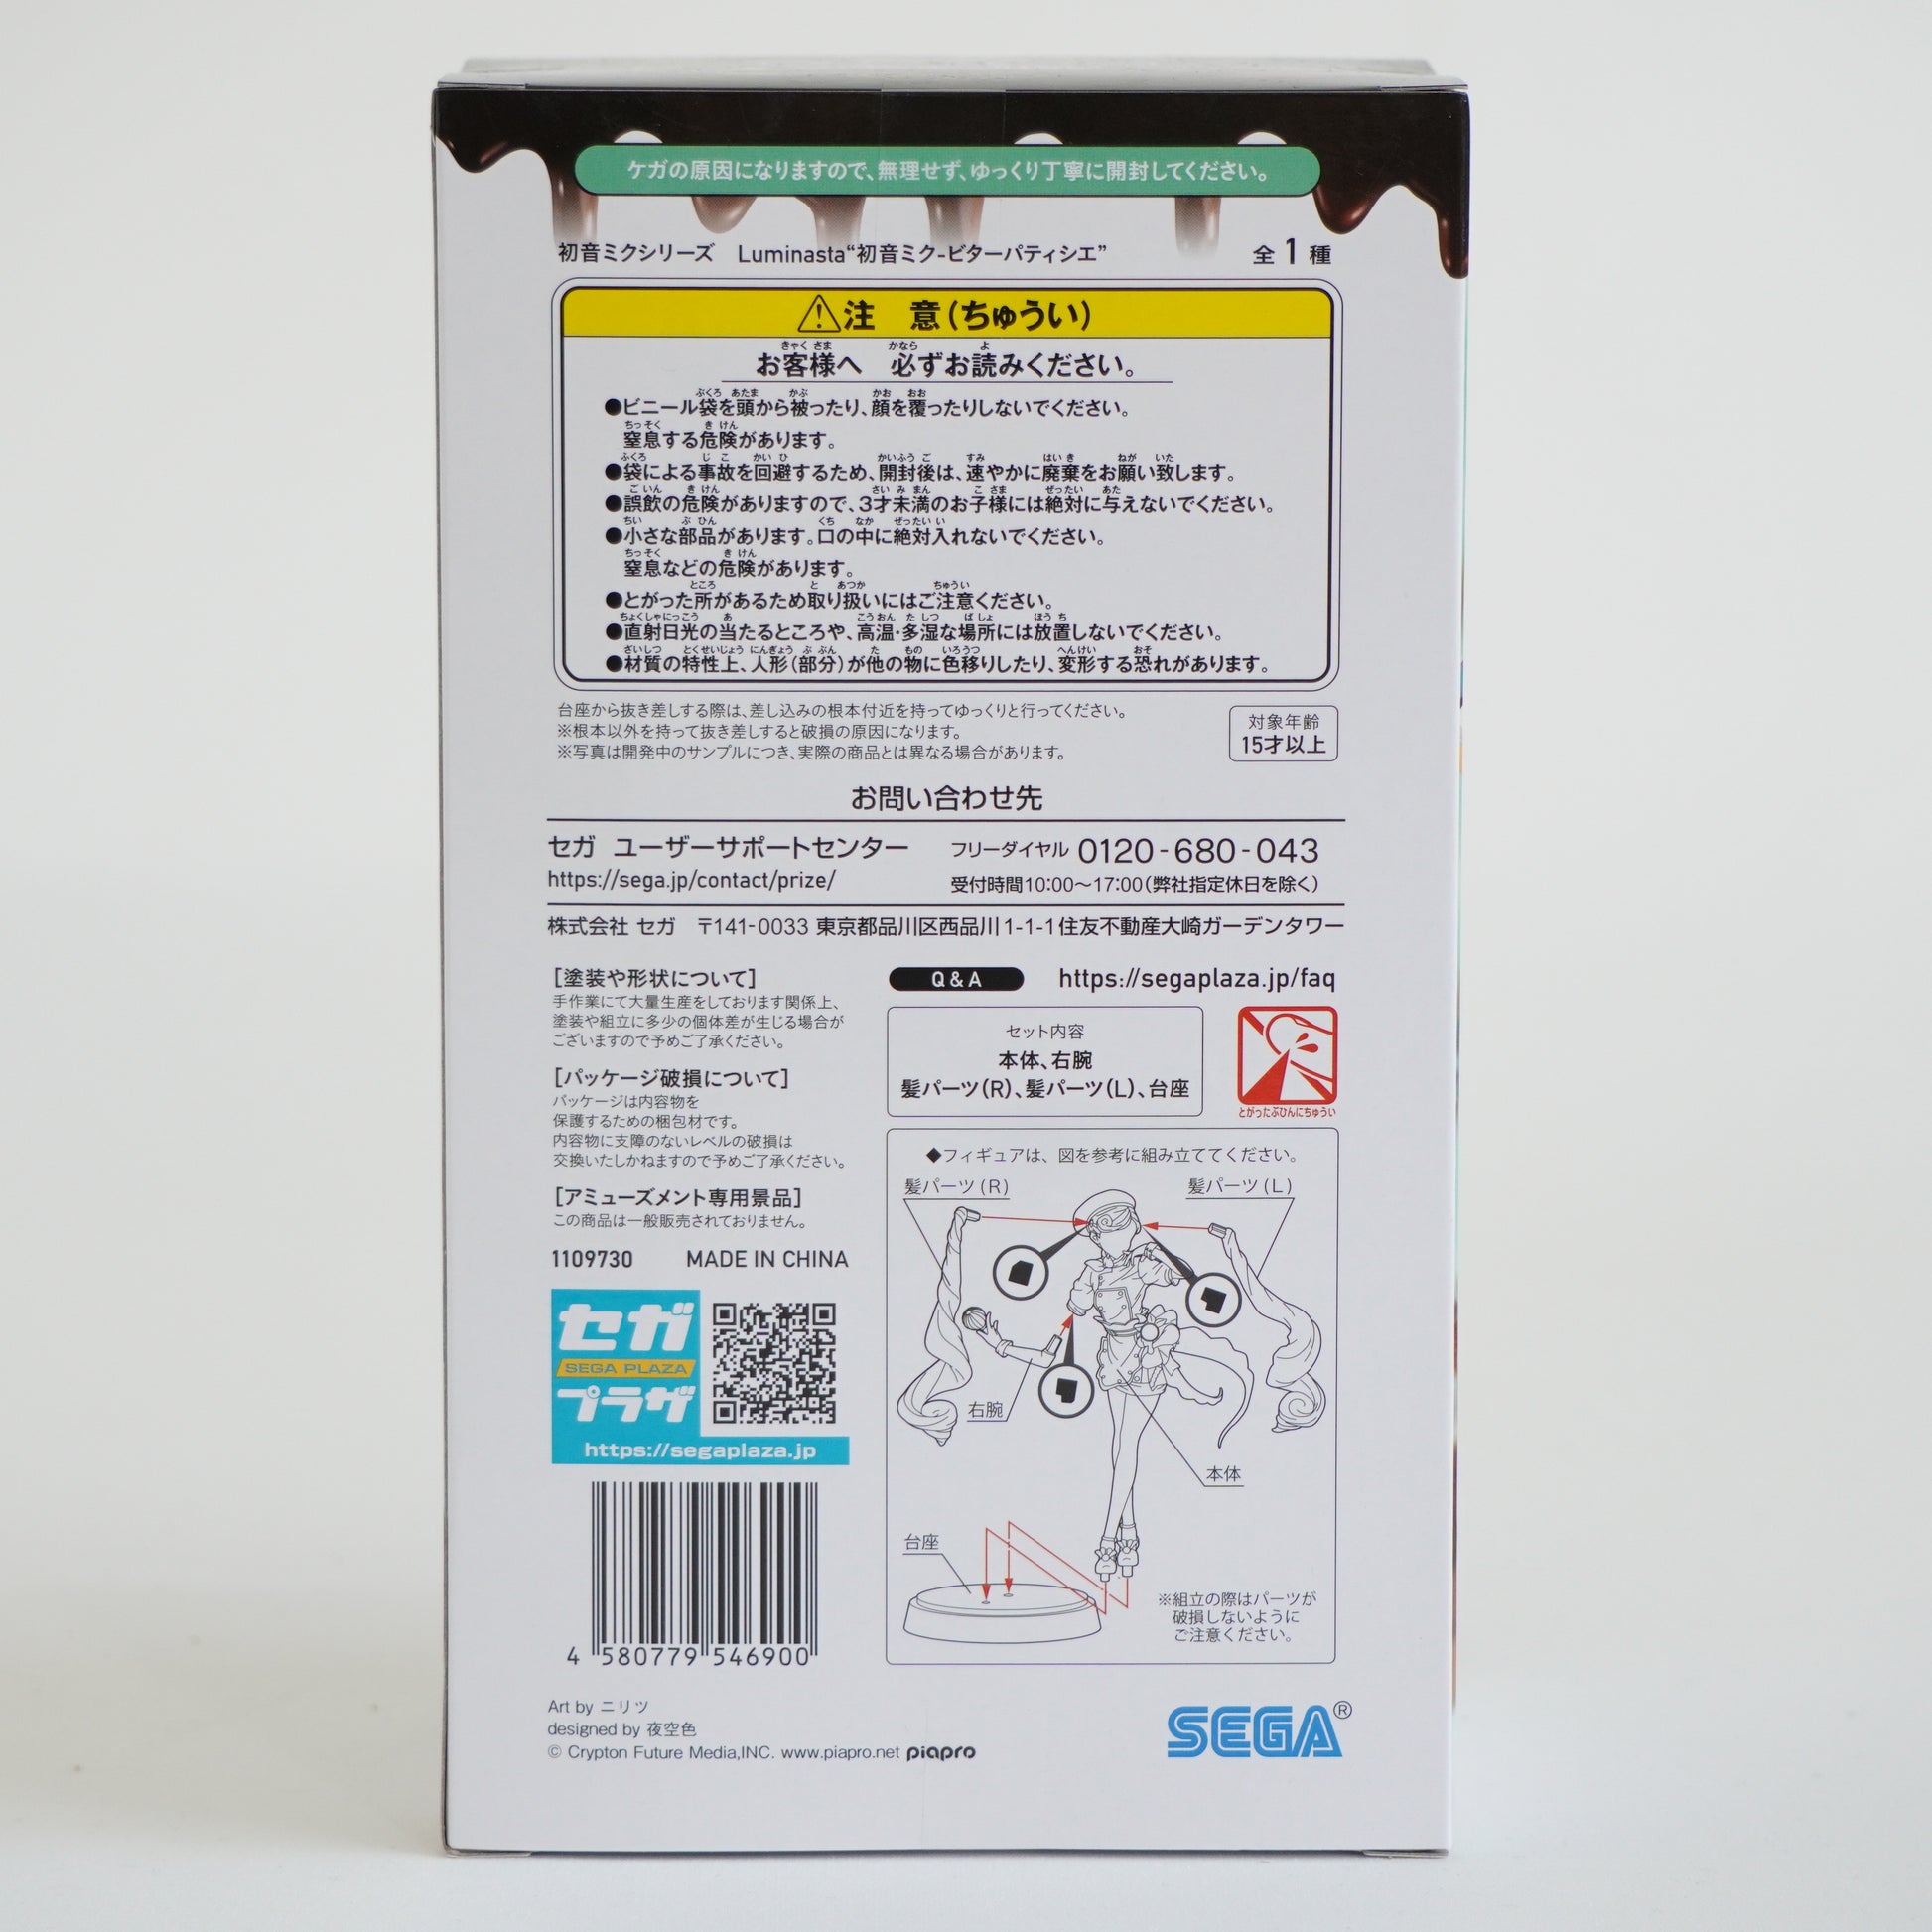 ケガの原因になりますので、無理せず、ゆっくり丁寧に開封してください。
初音ミクシリーズ　Luminasta“初音ミク-ビターパティシエ”　全1種
注　意(ちゅうい)
お客様へ　必ずお読みください。
●ビニール袋を頭から被ったり、顔を覆ったりしないでください。
窒息する危険があります。
●袋による事故を回避するため、開封後は、速やかに廃棄をお願い致します。
●誤飲の危険がありますので、3才未満のお子様には絶対に与えないでください。
●小さな部品があります。口の中に絶対入れないでください。
窒息などの危険があります。
●とがった所があるため取り扱いにはご注意ください。
●直射日光の当たるところや、高温・多湿な場所には放置しないでください。
●材質の特性上、人形(部分)が他の物に色移りしたり、変形する恐れがあります。
台座から抜き差しする際は、差し込みの根本付近を持ってゆっくりと行ってください。
※根本以外を持って抜き差しすると破損の原因になります。
※写真は開発中のサンプルにつき、実際の商品とは異なる場合があります。
対象年齢
15才以上
お問い合わせ先
セガ　ユーザーサポートセンター　フリーダイヤル 0120-680-043
https://sega.jp/contact/prize/　受付時間10:00～17:00(弊社指定休日を除く)
株式会社 セガ　〒141-0033 東京都品川区西品川1-1-1住友不動産大崎ガーデンタワー
[塗装や形状について]
手作業にて大量生産をしております関係上、
塗装や組立に多少の個体差が生じる場合が
ございますので予めご了承ください。
[パッケージ破損について]
パッケージは内容物を
保護するための梱包材です。
内容物に支障のないレベルの破損は
交換いたしかねますので予めご了承ください。
[アミューズメント専用景品]
この商品は一般販売されておりません。
1109730　MADE IN CHINA
セガ
SEGA PLAZA
プラザ
https://segaplaza.jp
4 580779 546900
Q&A　https://segaplaza.jp/faq
セット内容
本体、右腕
髪パーツ(R)、髪パーツ(L)、台座
とがったぶひんにちゅうい
◆フィギュアは、図を参考に組み立ててください。
髪パーツ(R)
髪パーツ(L)
右腕
本体
台座
※組立の際はパーツが
破損しないように
ご注意ください。
Art by ニリツ
designed by 夜空色
© Crypton Future Media,INC. www.piapro.net piapro
SEGA®